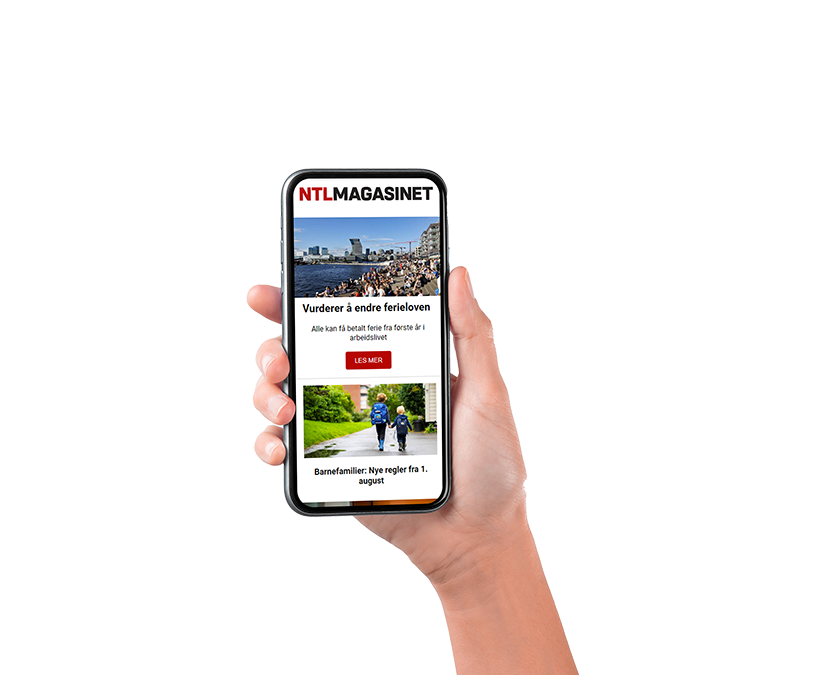 NTLMAGASINET
Vurderer å endre ferieloven
Alle kan få betalt ferie fra første år i
arbeidslivet
LES MER
Barnefamilier: Nye regler fra 1.
august